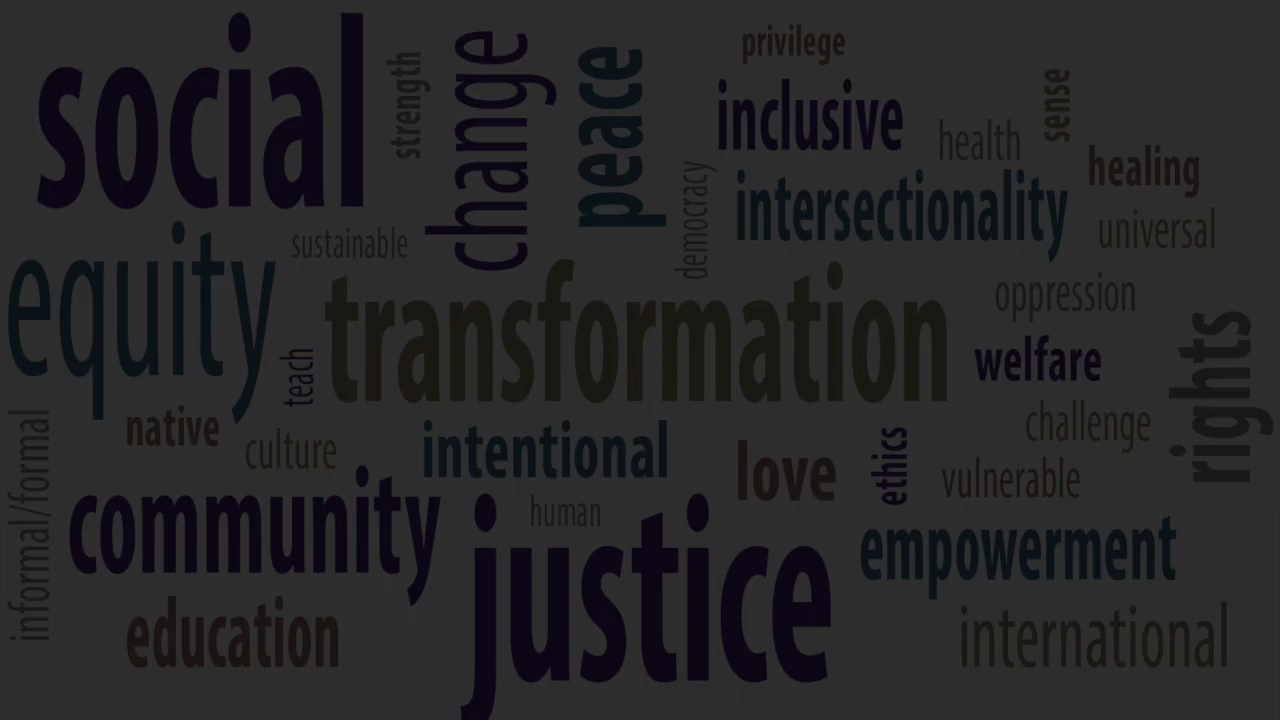 social
strength
change
peace
privilege
inclusive
health
sense
healing
democracy
intersectionality
universal
equity
sustainable
transformation
oppression
teach
welfare
rights
native
culture
intentional
love
ethics
challenge
vulnerable
informal/formal
community
human
justice
empowerment
education
international